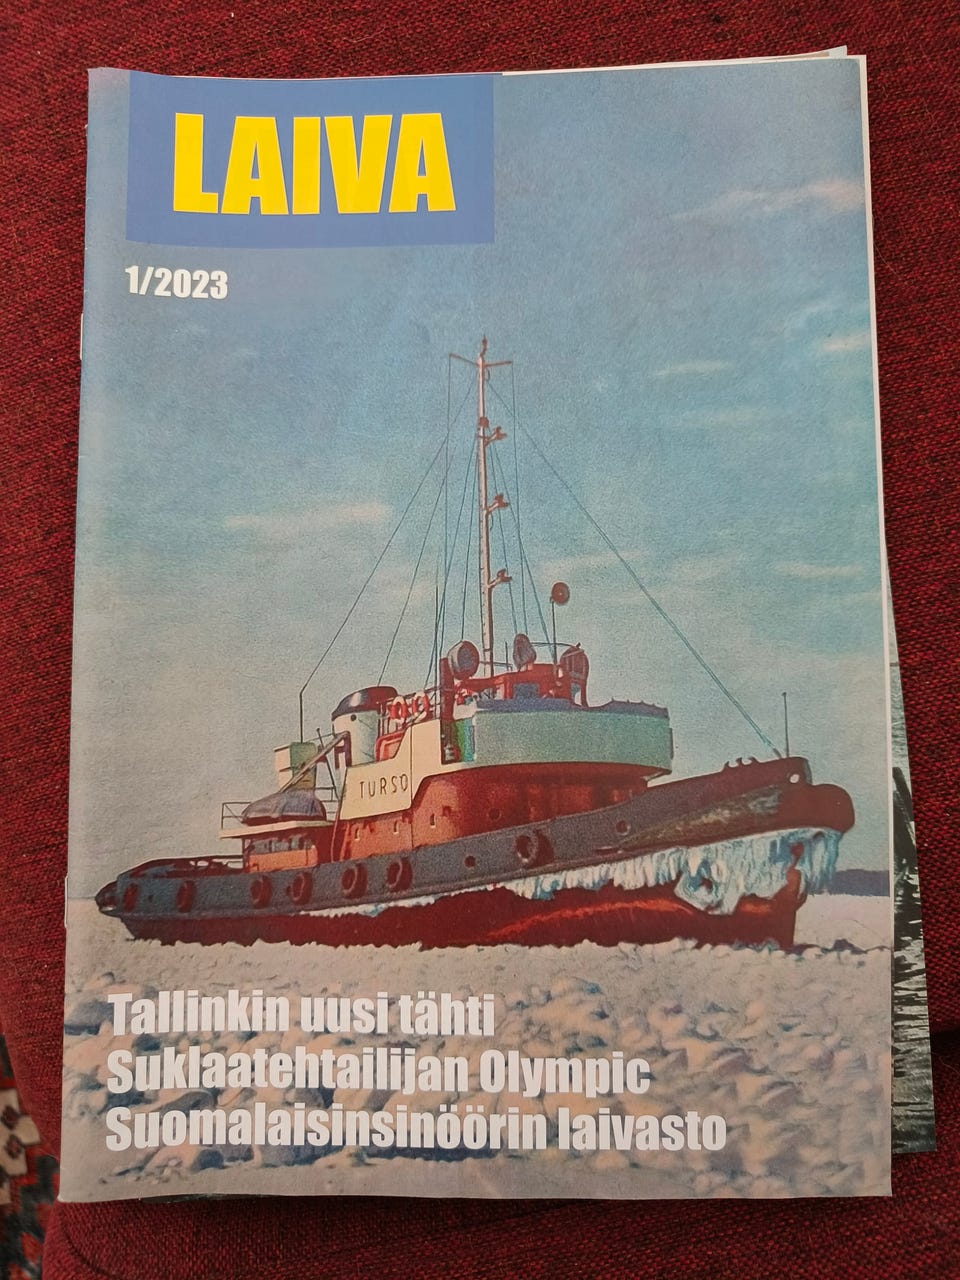 LAIVA
1/2023
TURSO
Tallinkin uusi tähti
Suklaatehtailijan Olympic
Suomalaisinsinöörin laivasto